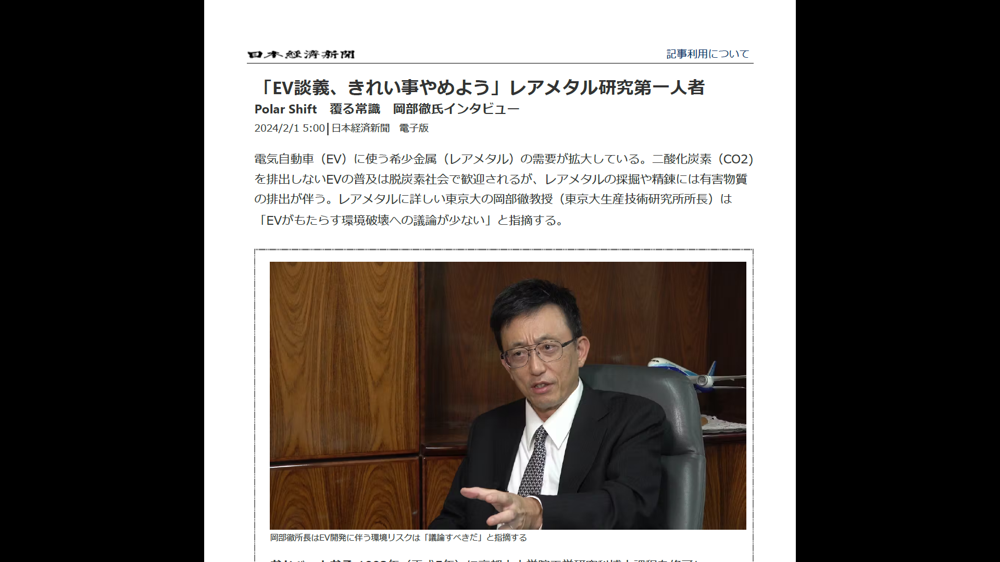 日本経済新聞
記事利用について
「EV談義、きれい事やめよう」レアメタル研究第一人者
Polar Shift　覆る常識　岡部徹氏インタビュー
2024/2/1 5:00 日本経済新聞　電子版
電気自動車（EV）に使う希少金属（レアメタル）の需要が拡大している。二酸化炭素（CO2)
を排出しないEVの普及は脱炭素社会で歓迎されるが、レアメタルの採掘や精錬には有害物質
の排出が伴う。レアメタルに詳しい東京大の岡部徹教授（東京大生産技術研究所所長）は
「EVがもたらす環境破壊への議論が少ない」と指摘する。
岡部徹所長はEV開発に伴う環境リスクは「議論すべきだ」と指摘する